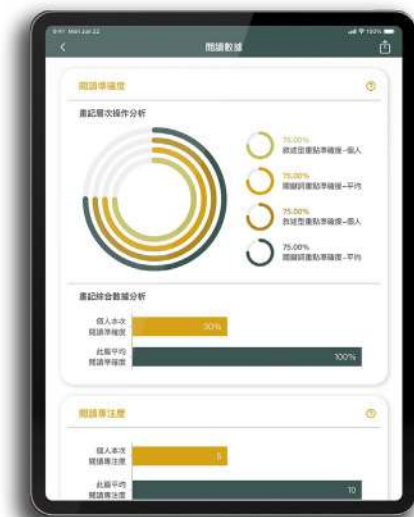 9:41 Mon Jan 22
100%
閱讀數據
閱讀準確度
畫記層次操作分析
75.00%
敘述型重點準確度-個人
75.00%
關鍵詞重點準確度-平均
75.00%
敘述型重點準確度-個人
75.00%
關鍵詞重點準確度-平均
畫記綜合數據分析
個人本次
閱讀準確度
30%
此篇平均
閱讀準確度
100%
閱讀專注度
個人本次
閱讀專注度
5
此篇平均
閱讀專注度
10